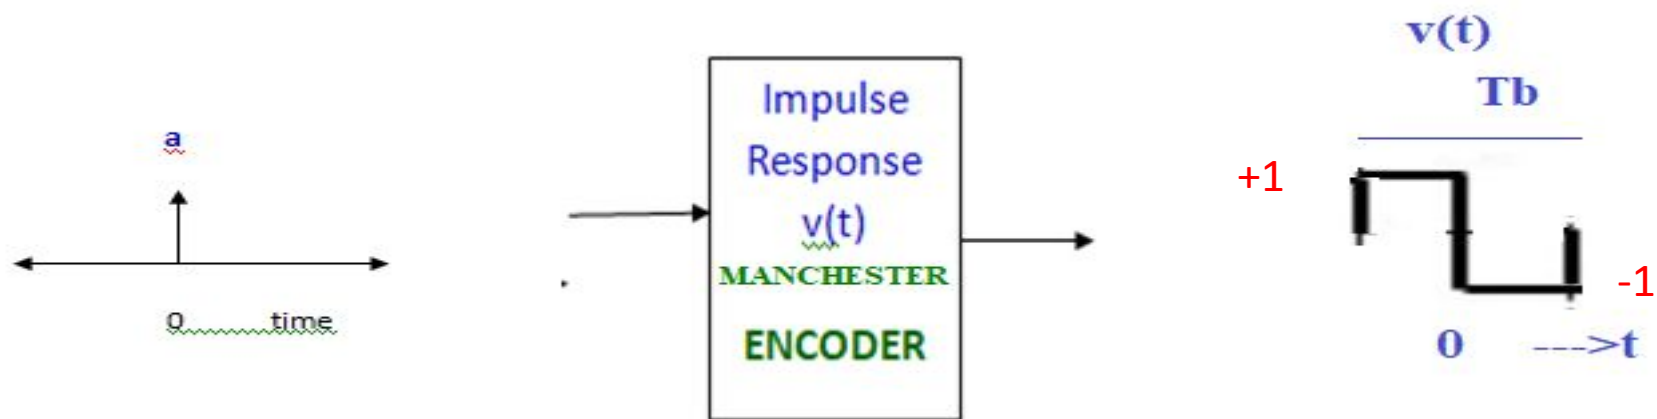 a
0 time
Impulse
Response
v(t)
MANCHESTER
ENCODER
v(t)
Tb
+1
-1
0 --->t